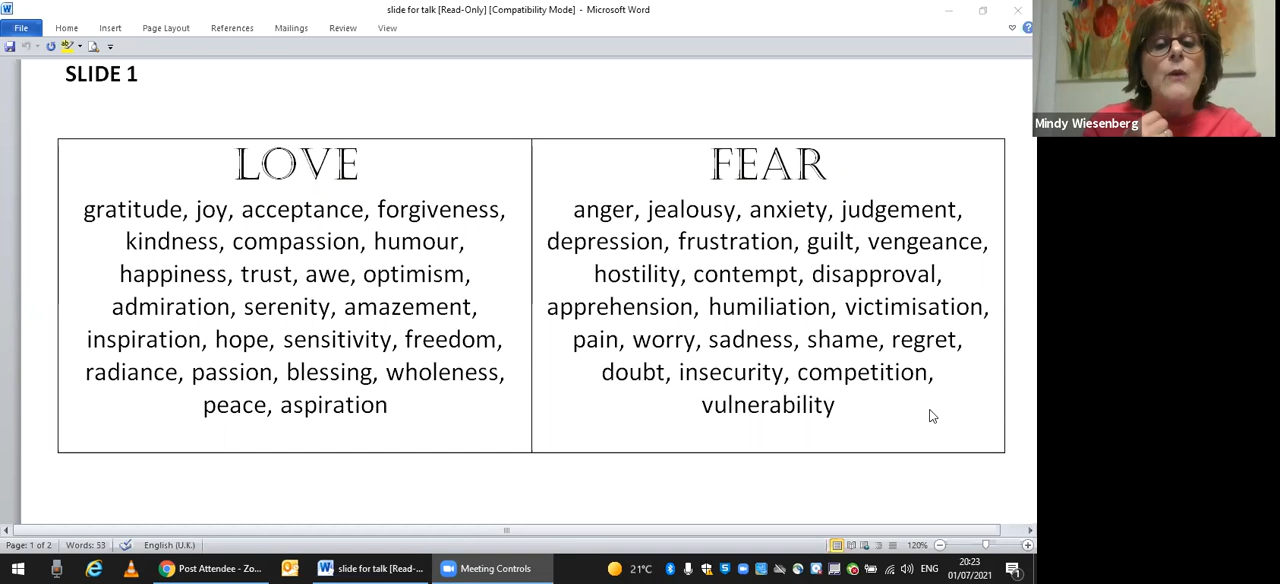 slide for talk [Read-Only] [Compatibility Mode] - Microsoft Word
File Home Insert Page Layout References Mailings Review View
SLIDE 1
LOVE
gratitude, joy, acceptance, forgiveness,
kindness, compassion, humour,
happiness, trust, awe, optimism,
admiration, serenity, amazement,
inspiration, hope, sensitivity, freedom,
radiance, passion, blessing, wholeness,
peace, aspiration
FEAR
anger, jealousy, anxiety, judgement,
depression, frustration, guilt, vengeance,
hostility, contempt, disapproval,
apprehension, humiliation, victimisation,
pain, worry, sadness, shame, regret,
doubt, insecurity, competition,
vulnerability
Mindy Wiesenberg
Page: 1 of 2 Words: 53 English (U.K.) 120%
Post Attendee - Zo... slide for talk [Read-... Meeting Controls 21°C ENG 20:23
01/07/2021